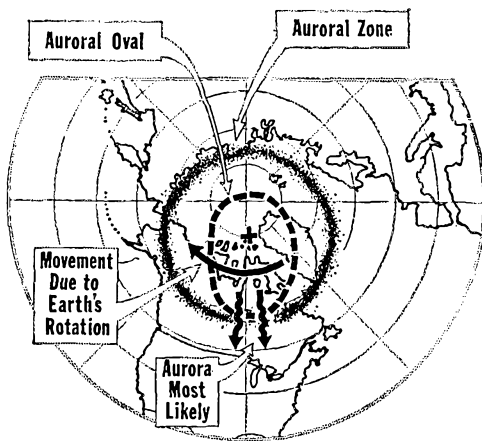 Auroral Oval
Auroral Zone
Movement
Due to
Earth's
Rotation
Aurora
Most
Likely